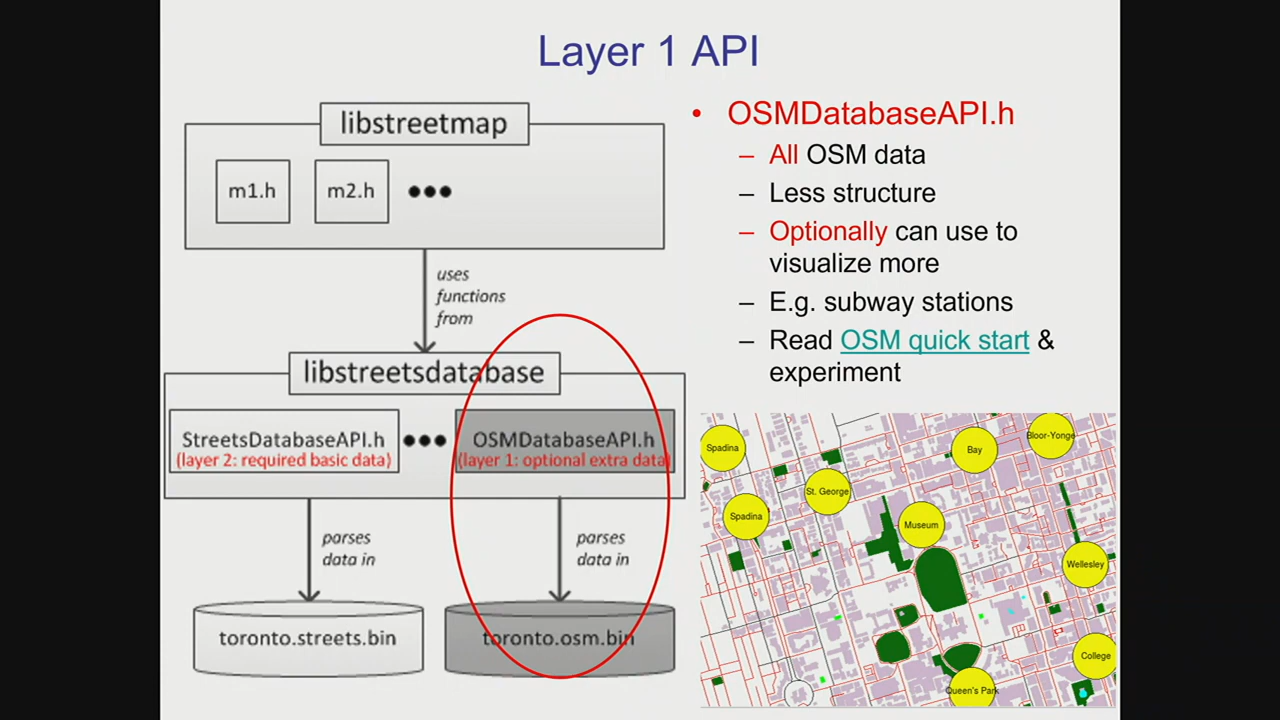 Layer 1 API
libstreetmap
m1.h
m2.h
•••
uses
functions
from
libstreetsdatabase
StreetsDatabaseAPI.h
(layer 2: required basic data)
•••
OSMDatabaseAPI.h
(layer 1: optional extra data)
parses
data in
parses
data in
toronto.streets.bin
toronto.osm.bin
• OSMDatabaseAPI.h
– All OSM data
– Less structure
– Optionally can use to
visualize more
– E.g. subway stations
– Read OSM quick start &
experiment
Spadina
Bay
Bloor-Yonge
St. George
Spadina
Museum
Wellesley
College
Queen's Park